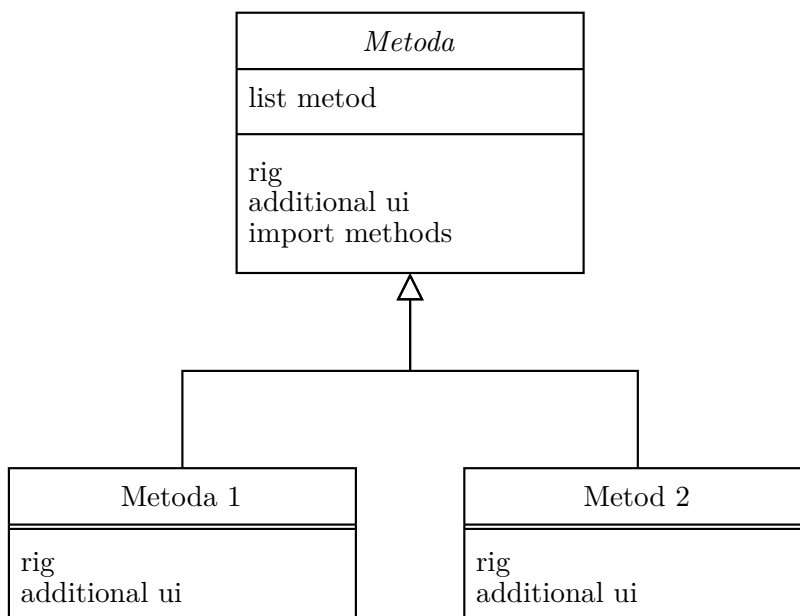 Metoda
list metod
rig
additional ui
import methods
Metoda 1
Metod 2
rig
additional ui
rig
additional ui